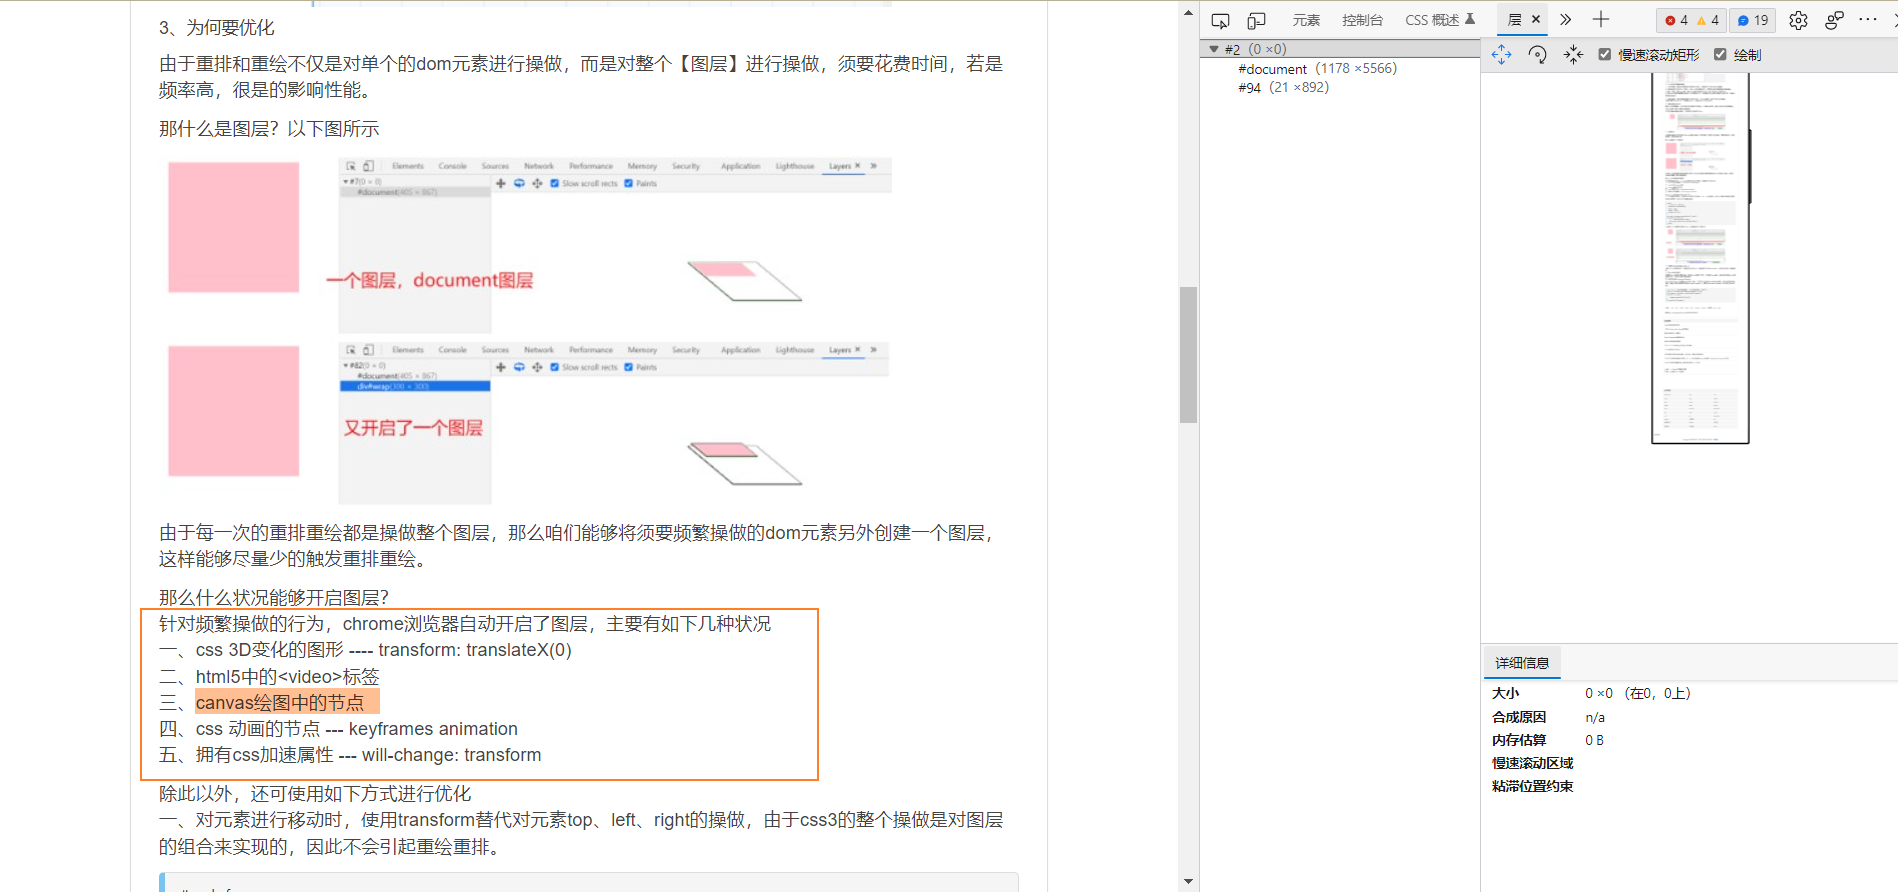 3、为何要优化
由于重排和重绘不仅是对单个的dom元素进行操做，而是对整个【图层】进行操做，须要花费时间，若是
频率高，很是的影响性能。
那什么是图层？以下图所示
Elements Console Sources Network Performance Memory Security Application Lighthouse Layers × »
▼#7(0 × 0)
#document(405 × 867)
Slow scroll rects Paints
一个图层，document图层
Elements Console Sources Network Performance Memory Security Application Lighthouse Layers × »
▼#82(0 × 0)
#document(405 × 867)
div#wrap(300 × 300)
Slow scroll rects Paints
又开启了一个图层
由于每一次的重排重绘都是操做整个图层，那么咱们能够将须要频繁操做的dom元素另外创建一个图层，
这样能够尽量少的触发重排重绘。
那么什么状况能够开启图层？
针对频繁操做的行为，chrome浏览器自动开启了图层，主要有如下几种状况
一、css 3D变化的图形 ---- transform: translateX(0)
二、html5中的<video>标签
三、canvas绘图中的节点
四、css 动画的节点 --- keyframes animation
五、拥有css加速属性 --- will-change: transform
除此以外，还可使用如下方式进行优化
一、对元素进行移动时，使用transform替代对元素top、left、right的操做，由于css3的整个操做是对图层
的组合来实现的，因此不会引起重绘重排。
元素 控制台 CSS 概述 层 × » + 4 4 19
▼ #2 (0 ×0)
#document (1178 ×5566)
#94 (21 ×892)
慢速滚动矩形 绘制
详细信息
大小 0 ×0 （在0，0上）
合成原因 n/a
内存估算 0 B
慢速滚动区域
粘滞位置约束